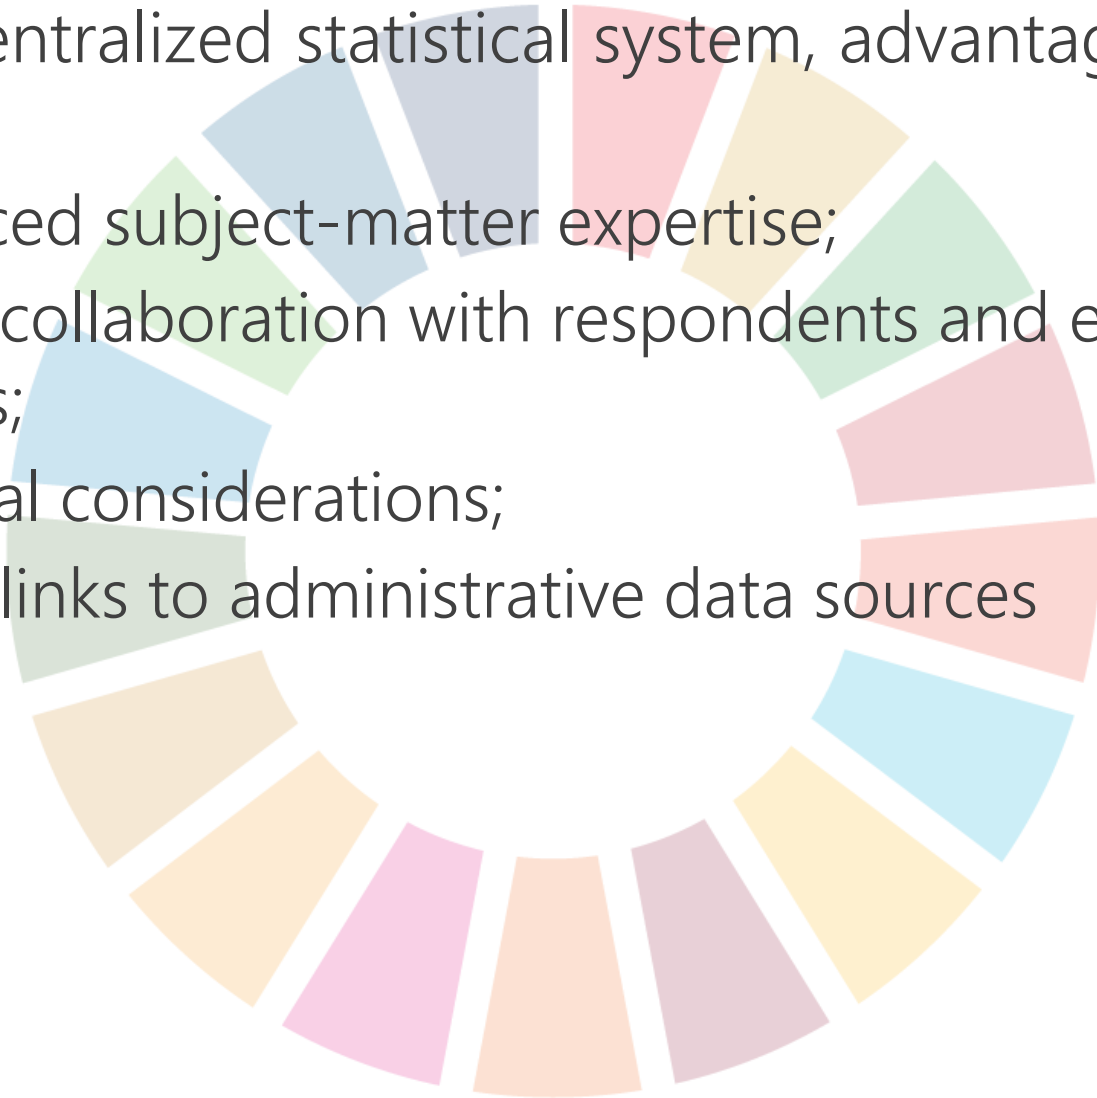 entralized statistical system, advantag
ced subject-matter expertise;
collaboration with respondents and e
s;
al considerations;
links to administrative data sources